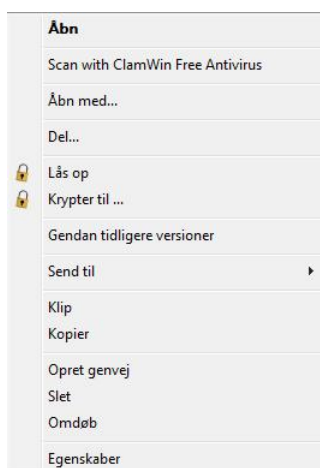 Åbn
Scan with ClamWin Free Antivirus
Åbn med...
Del...
Lås op
Krypter til ...
Gendan tidligere versioner
Send til
Klip
Kopier
Opret genvej
Slet
Omdøb
Egenskaber